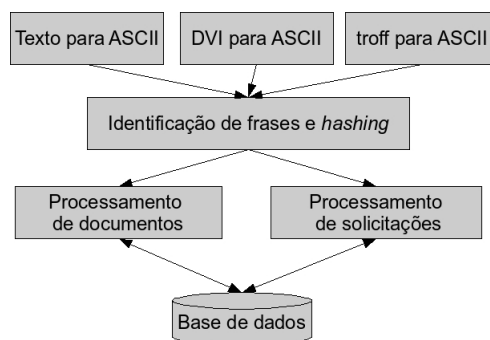 Texto para ASCII
DVI para ASCII
troff para ASCII
Identificação de frases e hashing
Processamento
de documentos
Processamento
de solicitações
Base de dados